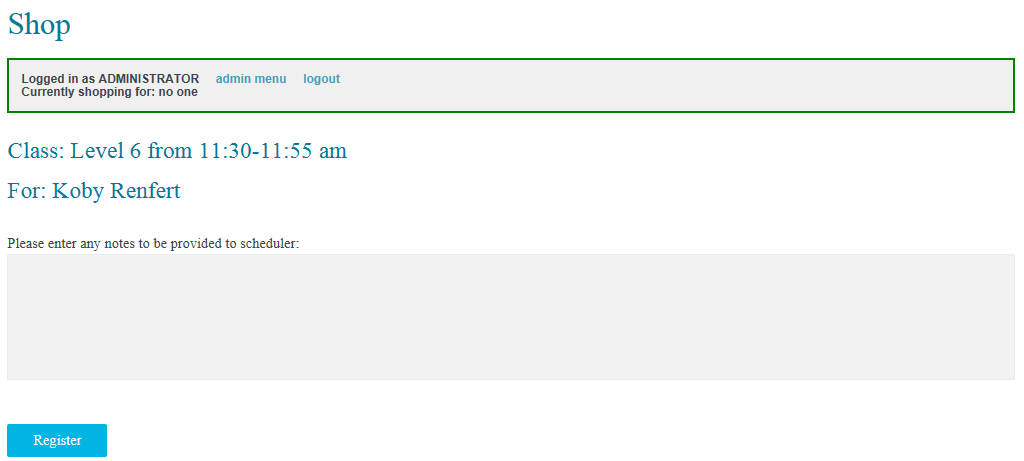 Shop
Logged in as ADMINISTRATOR admin menu logout
Currently shopping for: no one
Class: Level 6 from 11:30-11:55 am
For: Koby Renfert
Please enter any notes to be provided to scheduler:
Register